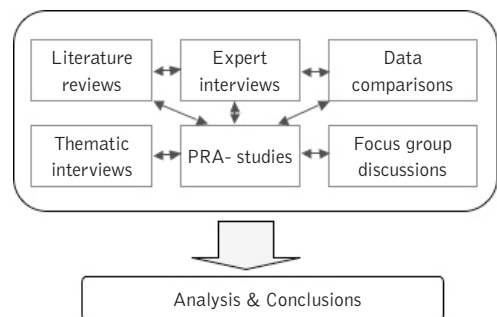 Literature
reviews
Expert
interviews
Data
comparisons
Thematic
interviews
PRA- studies
Focus group
discussions
Analysis & Conclusions